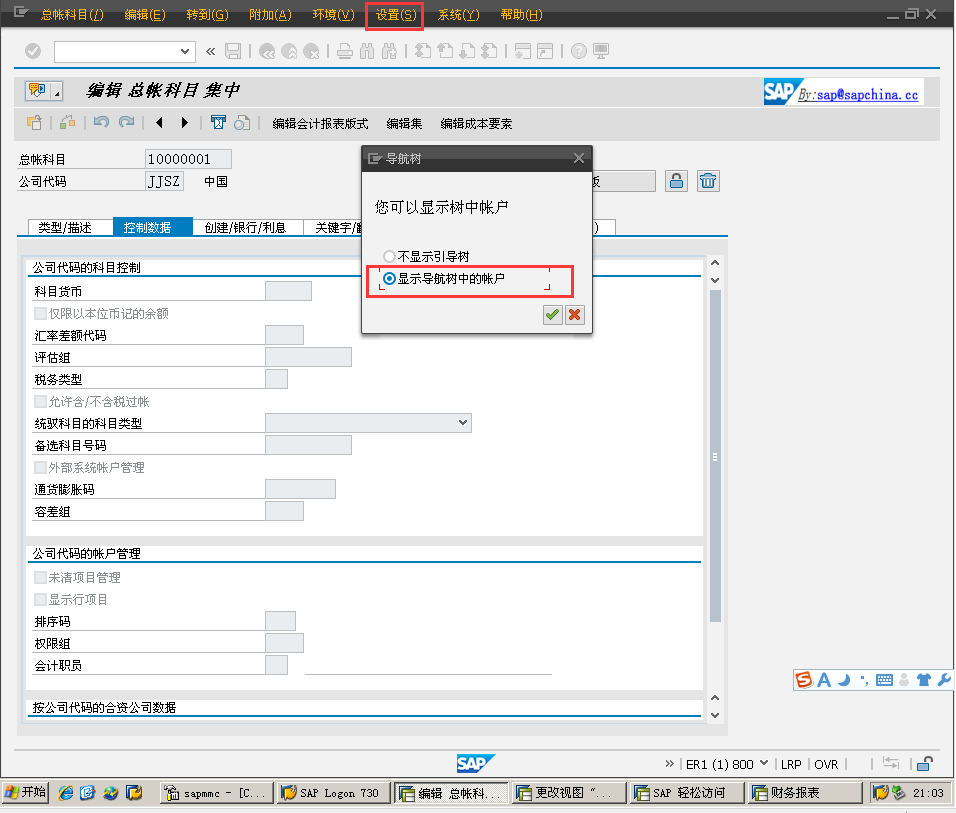 总帐科目(/) 编辑(E) 转到(G) 附加(A) 环境(V) 设置(S) 系统(Y) 帮助(H)
编辑 总帐科目 集中
SAP By:sap@sapchina.cc
编辑会计报表版式 编辑集 编辑成本要素
总帐科目 10000001
公司代码 JJSZ 中国
导航树
您可以显示树中帐户
不显示引导树
显示导航树中的帐户
类型/描述 控制数据 创建/银行/利息 关键字/
公司代码的科目控制
科目货币
仅限以本位币记的余额
汇率差额代码
评估组
税务类型
允许含/不含税过帐
统驭科目的科目类型
备选科目号码
外部系统帐户管理
通货膨胀码
容差组
公司代码的帐户管理
未清项目管理
显示行项目
排序码
权限组
会计职员
按公司代码的合资公司数据
SAP
ER1 (1) 800 LRP OVR
开始 sapmmc - [C... SAP Logon 730 编辑 总帐科... 更改视图 “... SAP 轻松访问 财务报表 21:03